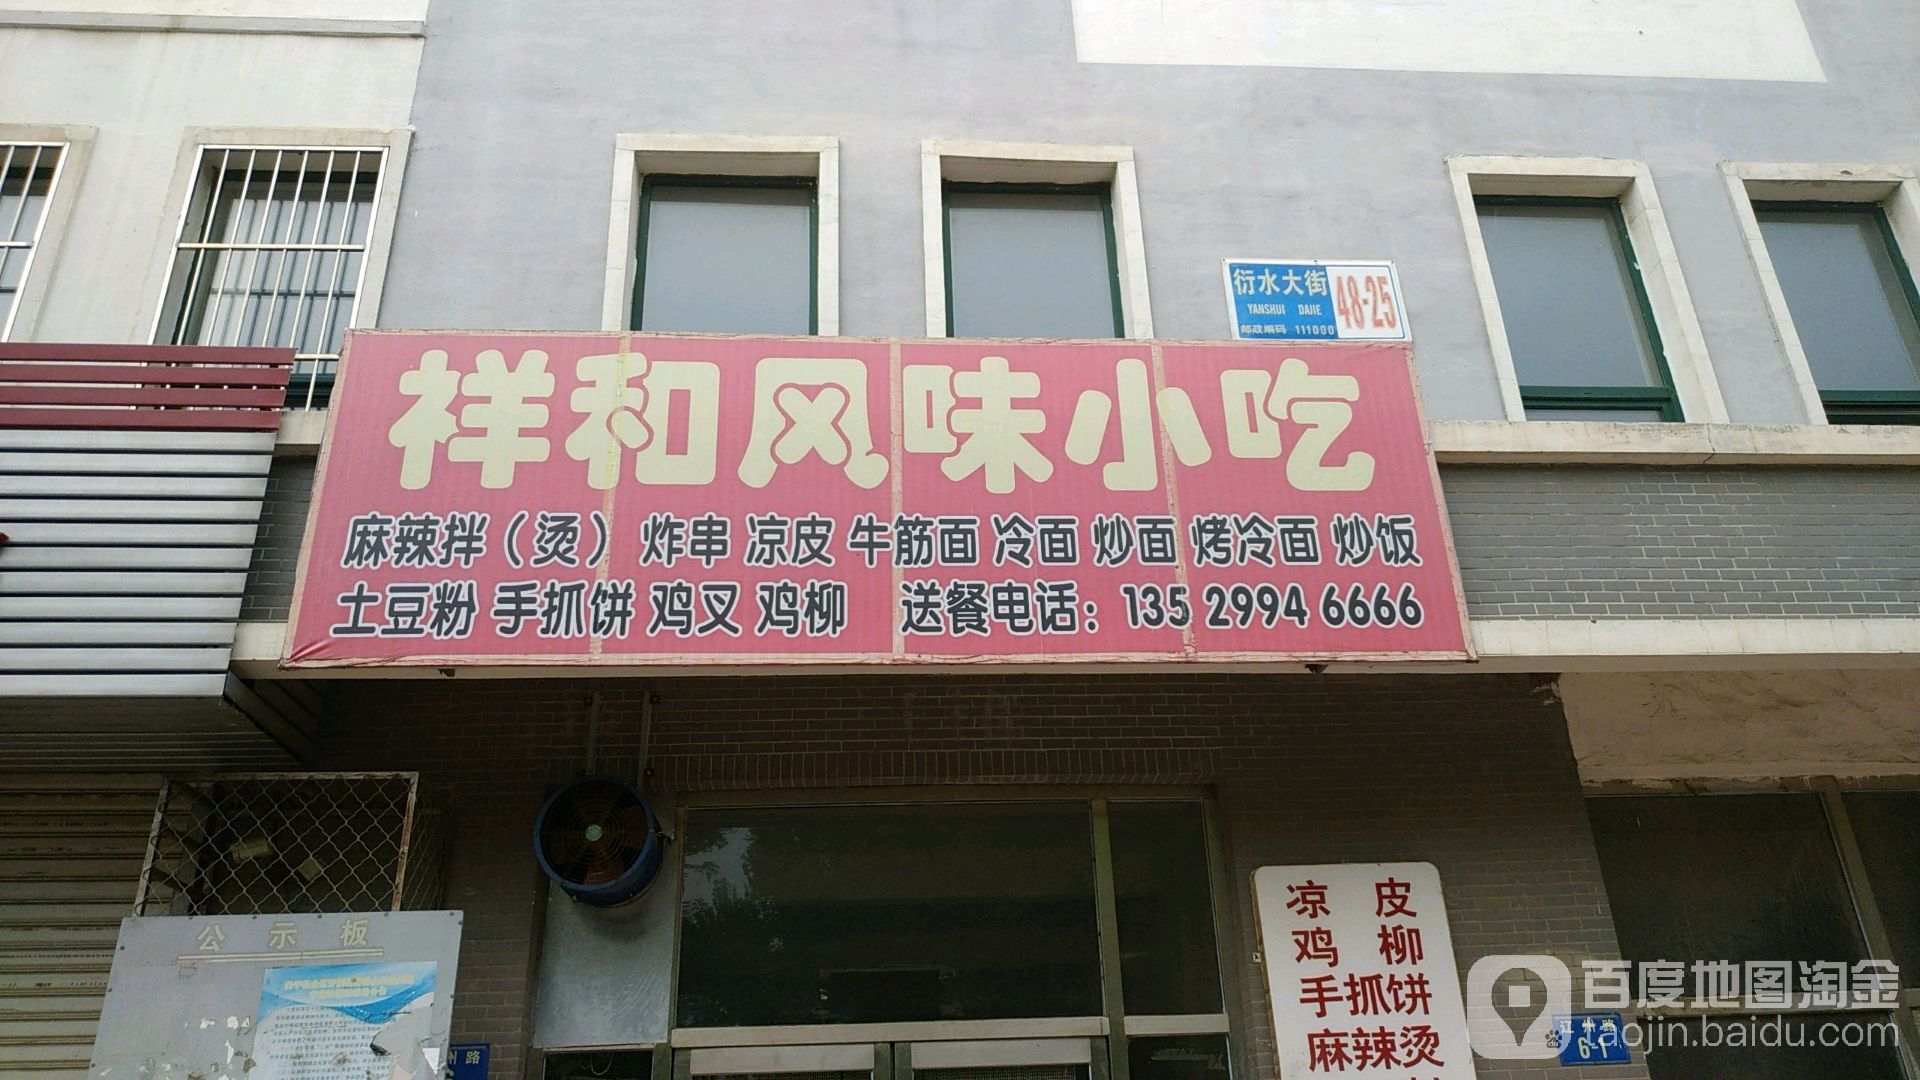 衍水大街 48-25
YANSHUI DAJIE
邮政编码 111000
祥和风味小吃
麻辣拌（烫） 炸串 凉皮 牛筋面 冷面 炒面 烤冷面 炒饭
土豆粉 手抓饼 鸡叉 鸡柳 送餐电话：135 2994 6666
公示板
凉皮
鸡柳
手抓饼
麻辣烫
6-1
百度地图淘金
taojin.baidu.com